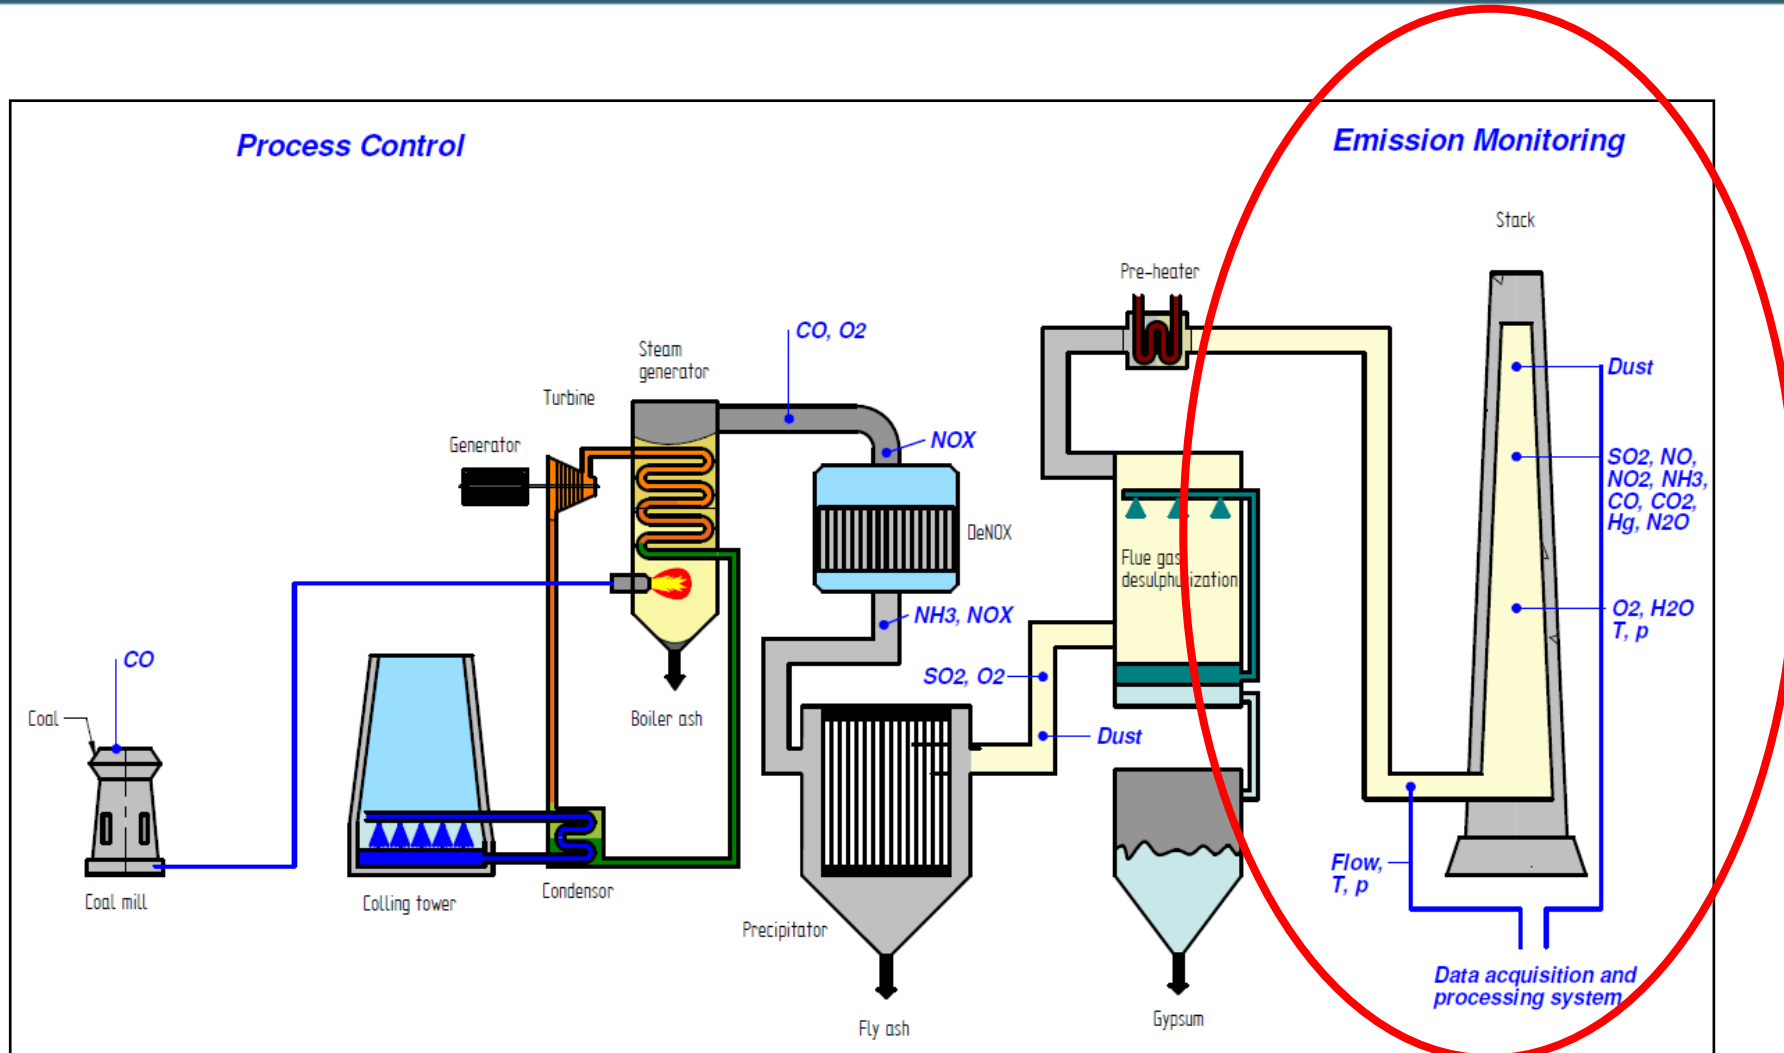 Process Control
Emission Monitoring
Stack
Pre-heater
CO, O2
Steam
generator
Dust
Turbine
NOX
Generator
SO2, NO,
NO2, NH3,
CO, CO2,
Hg, N2O
DeNOX
Flue gas
desulphurization
O2, H2O
T, p
NH3, NOX
CO
SO2, O2
Coal
Boiler ash
Dust
Flow,
T, p
Coal mill
Colling tower
Condensor
Precipitator
Data acquisition and
processing system
Fly ash
Gypsum